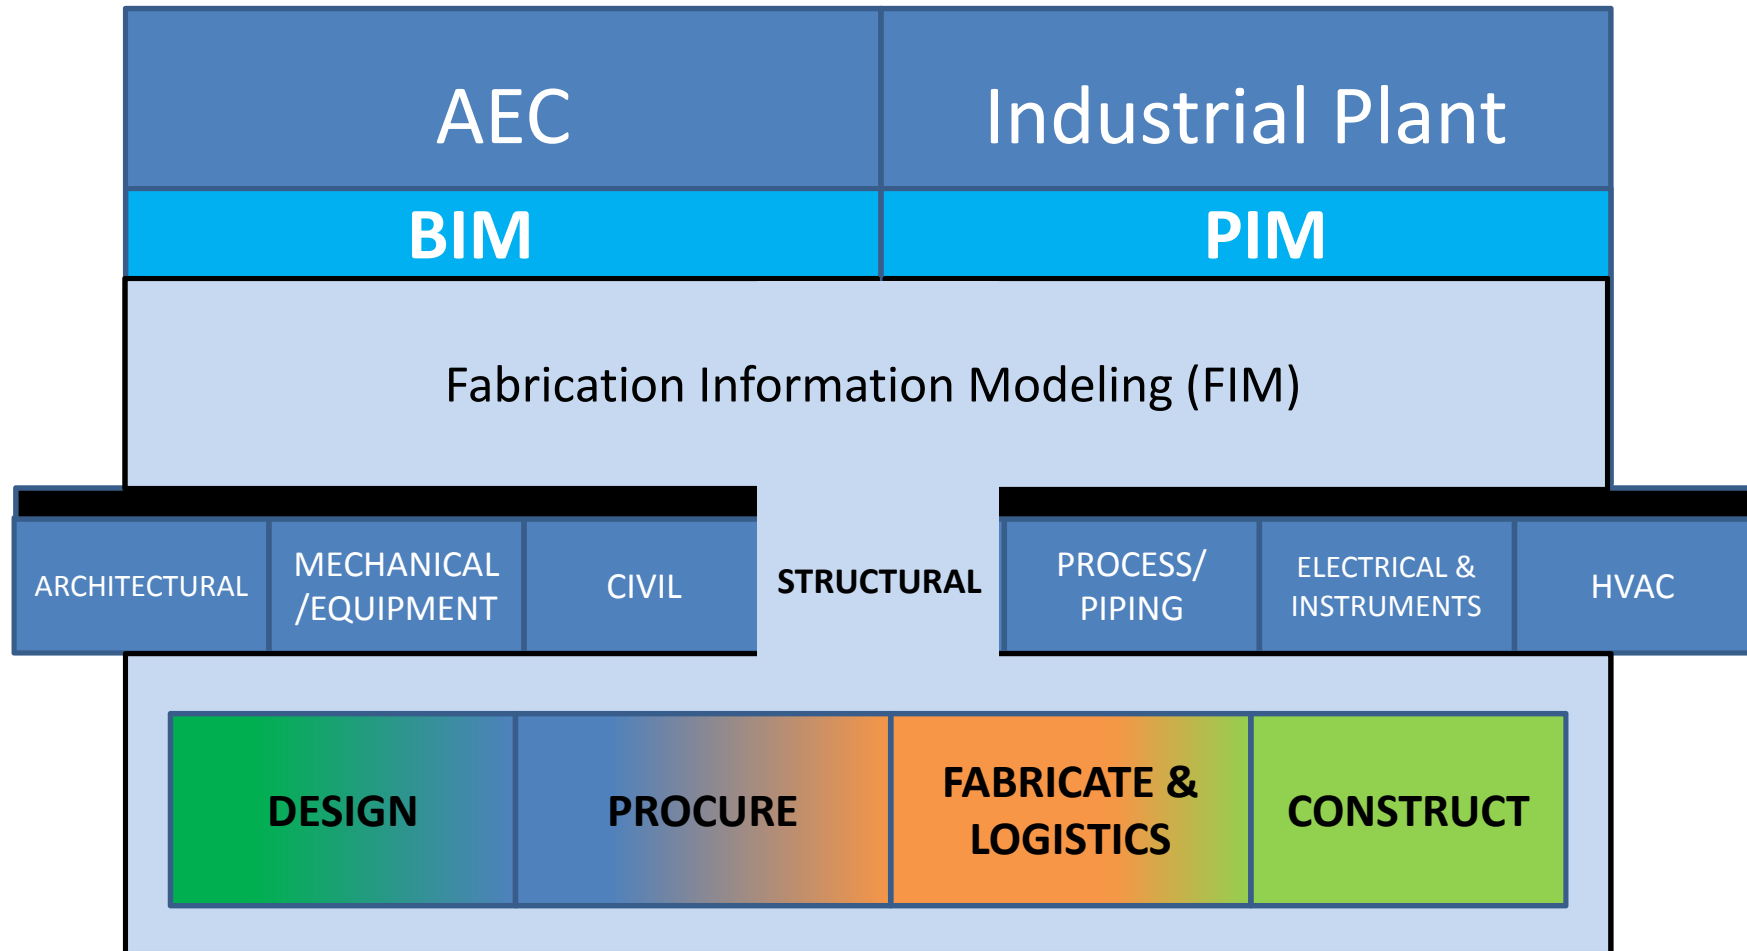 AEC
Industrial Plant
BIM
PIM
Fabrication Information Modeling (FIM)
ARCHITECTURAL
MECHANICAL
/EQUIPMENT
CIVIL
STRUCTURAL
PROCESS/
PIPING
ELECTRICAL &
INSTRUMENTS
HVAC
DESIGN
PROCURE
FABRICATE &
LOGISTICS
CONSTRUCT